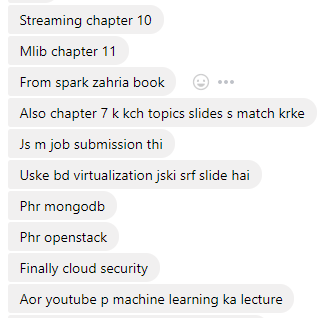 Streaming chapter 10
Mlib chapter 11
From spark zahria book
Also chapter 7 k kch topics slides s match krke
Js m job submission thi
Uske bd virtualization jski srf slide hai
Phr mongodb
Phr openstack
Finally cloud security
Aor youtube p machine learning ka lecture